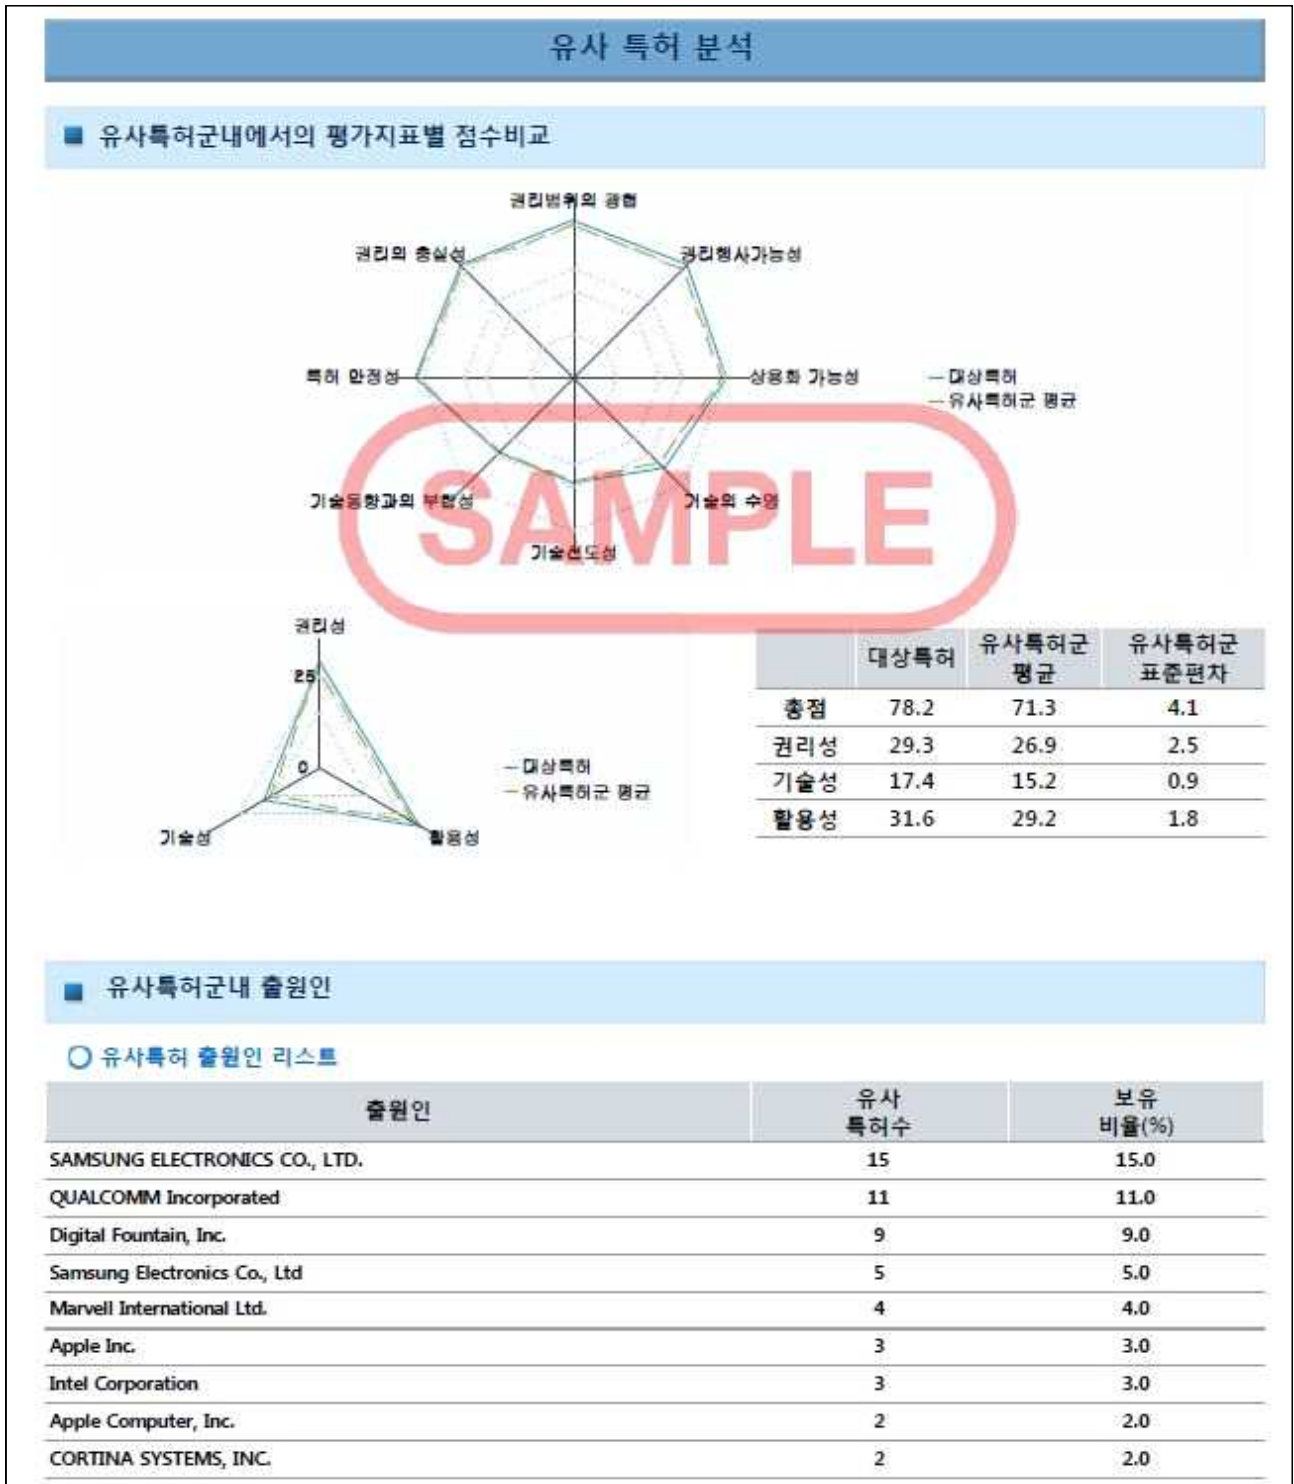 유사 특허 분석
유사특허군내에서의 평가지표별 점수비교
권리범위의 광협
권리의 충실성
권리행사가능성
특허 안정성
상용화 가능성
대상특허
유사특허군 평균
SAMPLE
기술동향과의 부합성
기술의 수명
기술선도성
권리성
25
0
기술성
활용성
대상특허
유사특허군 평균
대상특허 유사특허군 평균 유사특허군 표준편차
총점 78.2 71.3 4.1
권리성 29.3 26.9 2.5
기술성 17.4 15.2 0.9
활용성 31.6 29.2 1.8
유사특허군내 출원인
유사특허 출원인 리스트
출원인 유사 특허수 보유 비율(%)
SAMSUNG ELECTRONICS CO., LTD. 15 15.0
QUALCOMM Incorporated 11 11.0
Digital Fountain, Inc. 9 9.0
Samsung Electronics Co., Ltd 5 5.0
Marvell International Ltd. 4 4.0
Apple Inc. 3 3.0
Intel Corporation 3 3.0
Apple Computer, Inc. 2 2.0
CORTINA SYSTEMS, INC. 2 2.0